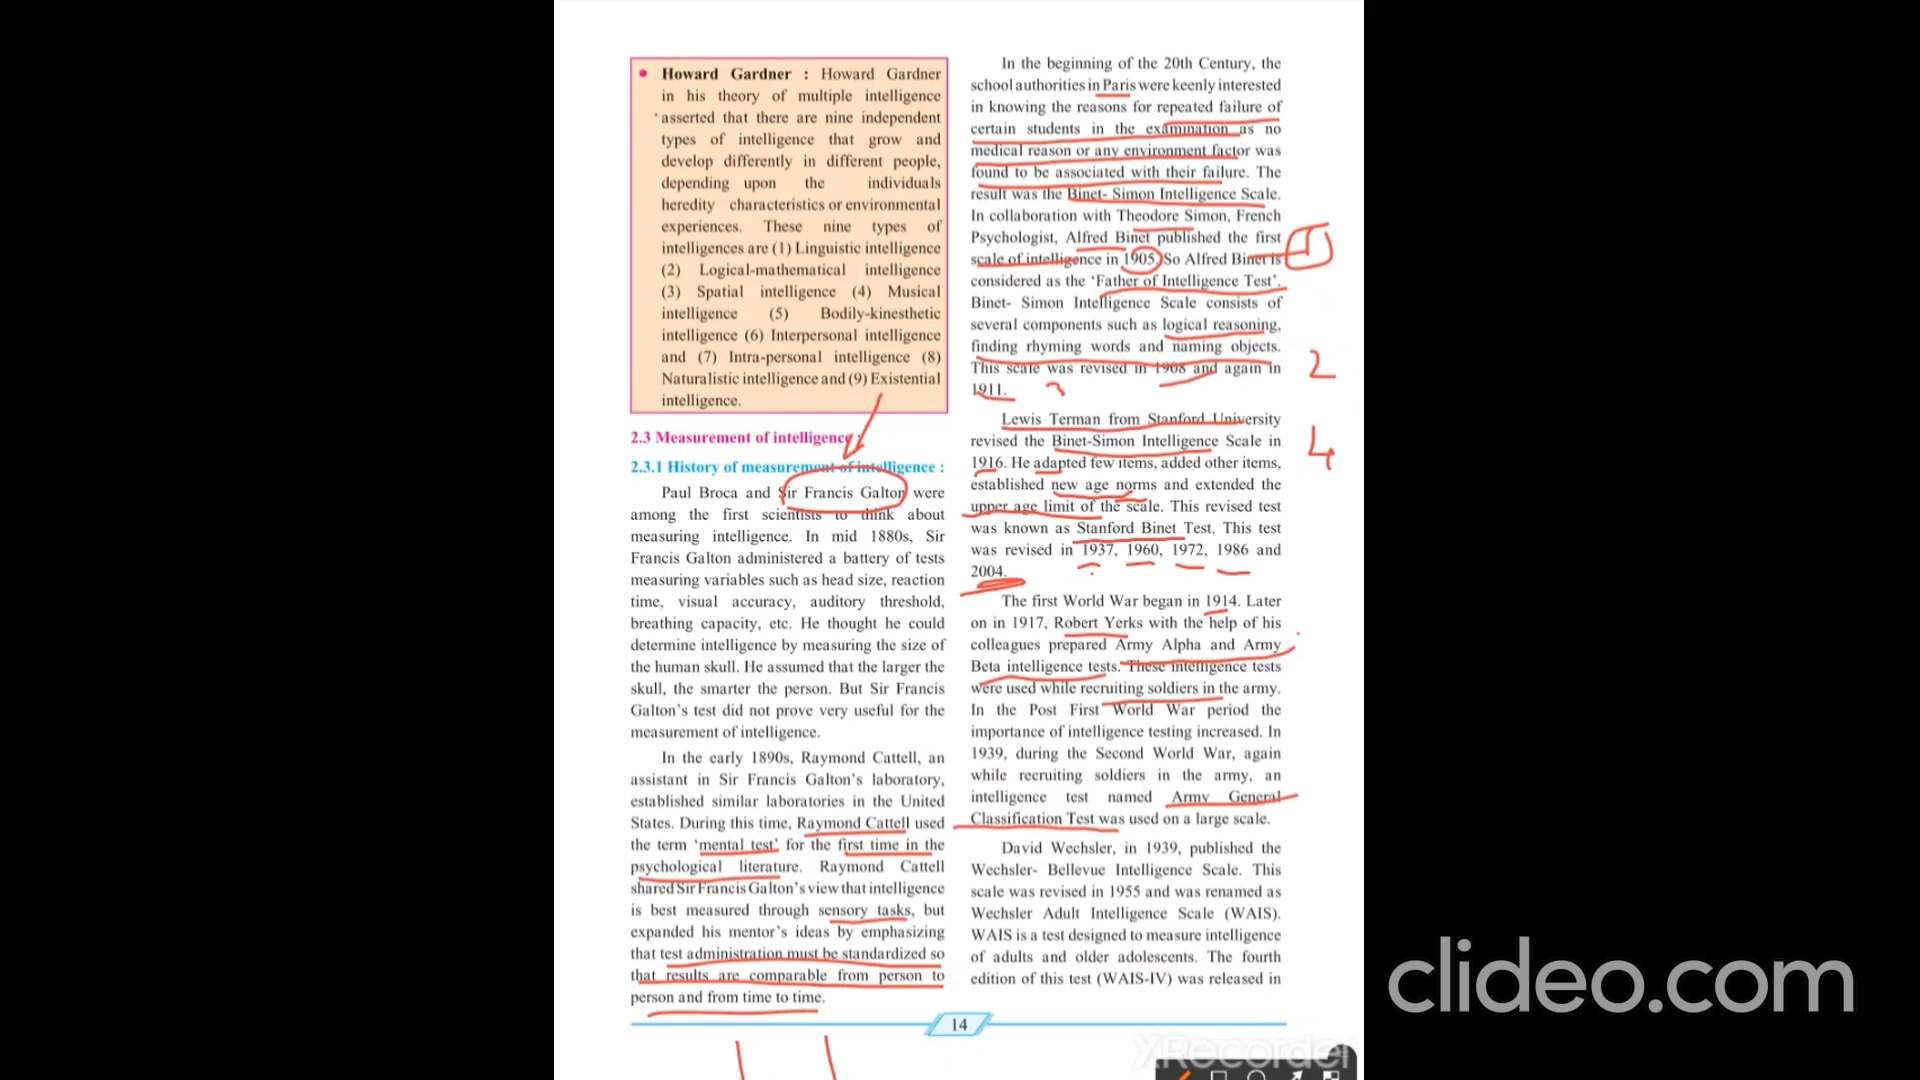 • Howard Gardner : Howard Gardner
in his theory of multiple intelligence
asserted that there are nine independent
types of intelligence that grow and
develop differently in different people,
depending upon the individuals
heredity characteristics or environmental
experiences. These nine types of
intelligences are (1) Linguistic intelligence
(2) Logical-mathematical intelligence
(3) Spatial intelligence (4) Musical
intelligence (5) Bodily-kinesthetic
intelligence (6) Interpersonal intelligence
and (7) Intra-personal intelligence (8)
Naturalistic intelligence and (9) Existential
intelligence.
2.3 Measurement of intelligence :
2.3.1 History of measurement of intelligence :
Paul Broca and Sir Francis Galton were
among the first scientists to think about
measuring intelligence. In mid 1880s, Sir
Francis Galton administered a battery of tests
measuring variables such as head size, reaction
time, visual accuracy, auditory threshold,
breathing capacity, etc. He thought he could
determine intelligence by measuring the size of
the human skull. He assumed that the larger the
skull, the smarter the person. But Sir Francis
Galton's test did not prove very useful for the
measurement of intelligence.
In the early 1890s, Raymond Cattell, an
assistant in Sir Francis Galton's laboratory,
established similar laboratories in the United
States. During this time, Raymond Cattell used
the term 'mental test' for the first time in the
psychological literature. Raymond Cattell
shared Sir Francis Galton's view that intelligence
is best measured through sensory tasks, but
expanded his mentor's ideas by emphasizing
that test administration must be standardized so
that results are comparable from person to
person and from time to time.
In the beginning of the 20th Century, the
school authorities in Paris were keenly interested
in knowing the reasons for repeated failure of
certain students in the examination as no
medical reason or any environment factor was
found to be associated with their failure. The
result was the Binet- Simon Intelligence Scale.
In collaboration with Theodore Simon, French
Psychologist, Alfred Binet published the first
scale of intelligence in 1905. So Alfred Binet is
considered as the 'Father of Intelligence Test'.
Binet- Simon Intelligence Scale consists of
several components such as logical reasoning,
finding rhyming words and naming objects.
This scale was revised in 1908 and again in
1911.
1
2
3
4
Lewis Terman from Stanford University
revised the Binet-Simon Intelligence Scale in
1916. He adapted few items, added other items,
established new age norms and extended the
upper age limit of the scale. This revised test
was known as Stanford Binet Test. This test
was revised in 1937, 1960, 1972, 1986 and
2004.
The first World War began in 1914. Later
on in 1917, Robert Yerks with the help of his
colleagues prepared Army Alpha and Army
Beta intelligence tests. These intelligence tests
were used while recruiting soldiers in the army.
In the Post First World War period the
importance of intelligence testing increased. In
1939, during the Second World War, again
while recruiting soldiers in the army, an
intelligence test named Army General
Classification Test was used on a large scale.
David Wechsler, in 1939, published the
Wechsler- Bellevue Intelligence Scale. This
scale was revised in 1955 and was renamed as
Wechsler Adult Intelligence Scale (WAIS).
WAIS is a test designed to measure intelligence
of adults and older adolescents. The fourth
edition of this test (WAIS-IV) was released in
14
clideo.com
XRecorder